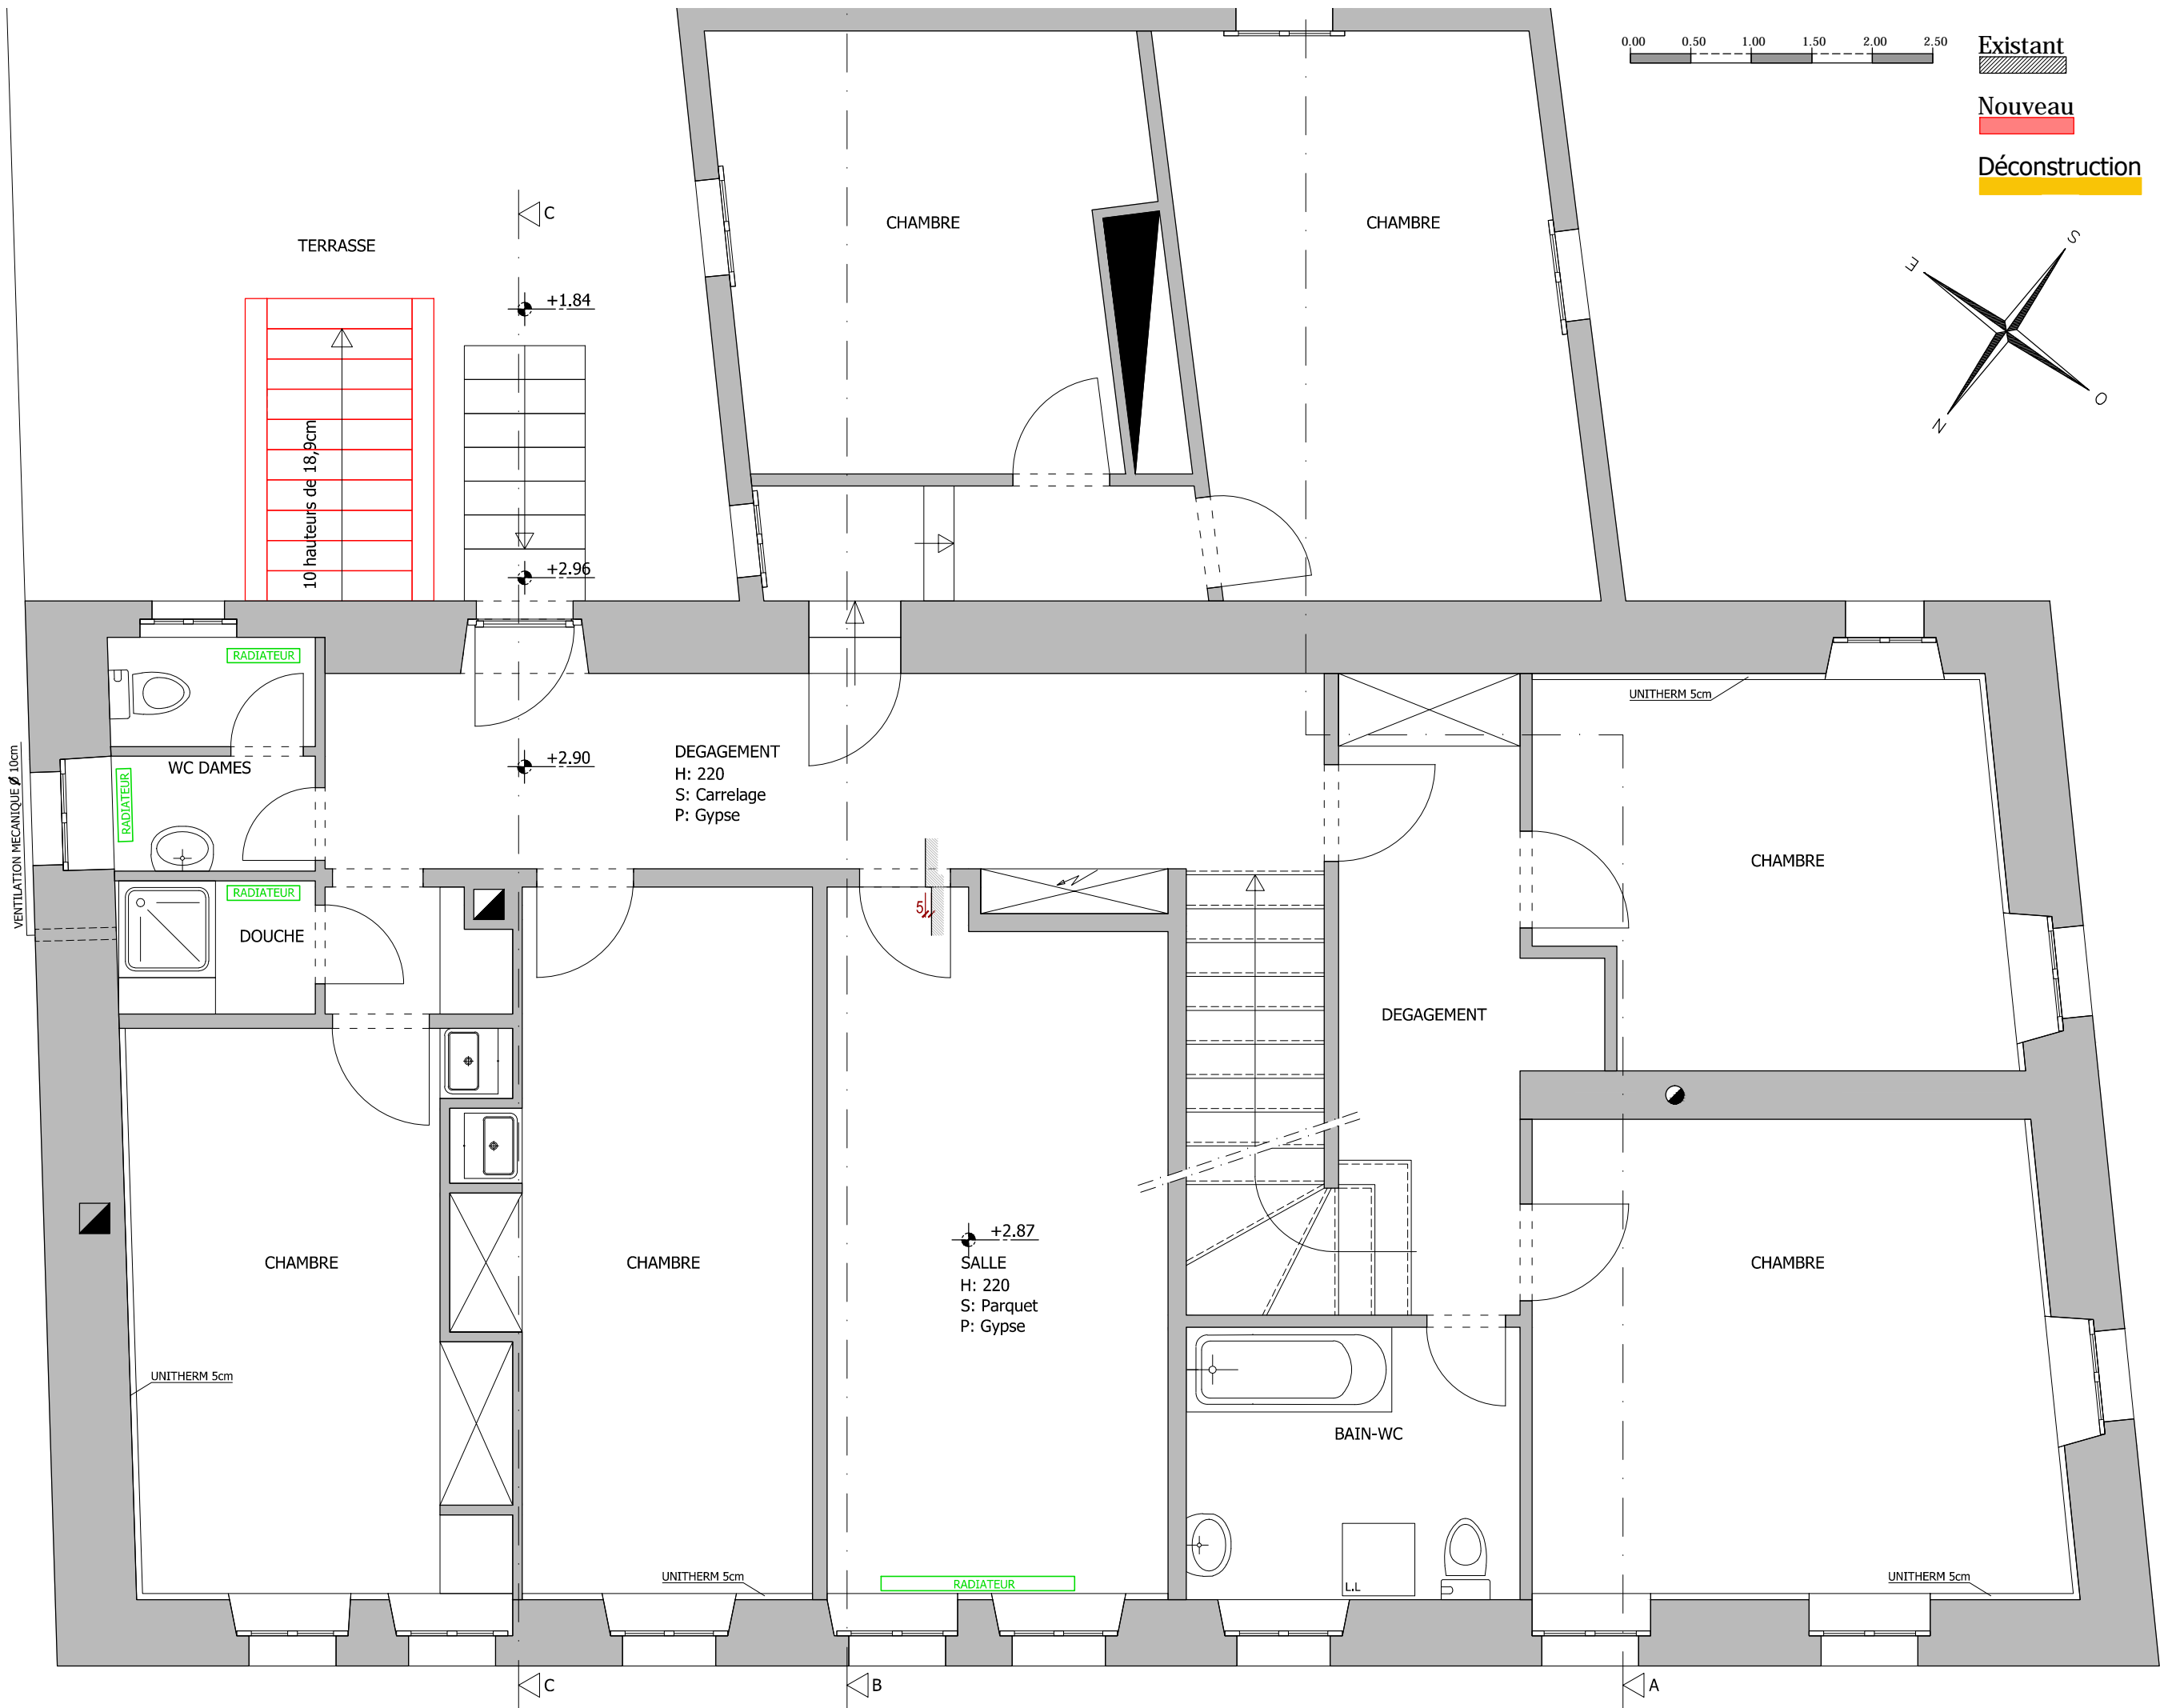 0.00 0.50 1.00 1.50 2.00 2.50
Existant
Nouveau
Déconstruction
S
E
O
N
C
TERRASSE
CHAMBRE
CHAMBRE
+1.84
10 hauteurs de 18,9cm
+2.96
RADIATEUR
UNITHERM 5cm
VENTILATION MECANIQUE Ø 10cm
WC DAMES
RADIATEUR
+2.90
DEGAGEMENT
H: 220
S: Carrelage
P: Gypse
CHAMBRE
RADIATEUR
5
DOUCHE
DEGAGEMENT
+2.87
CHAMBRE
CHAMBRE
SALLE
H: 220
S: Parquet
P: Gypse
CHAMBRE
UNITHERM 5cm
BAIN-WC
UNITHERM 5cm
RADIATEUR
L.L
UNITHERM 5cm
C
B
A